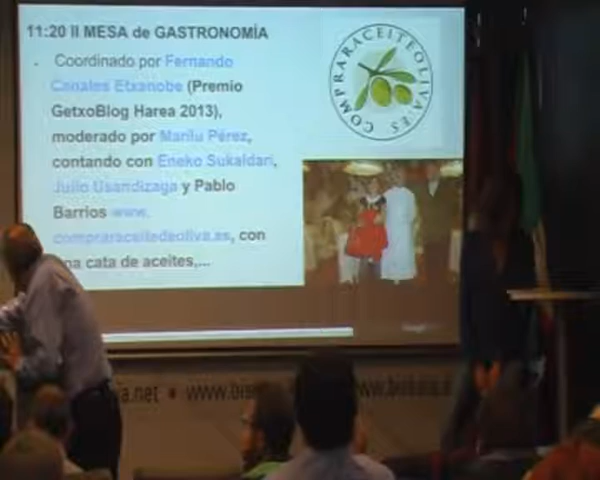 11:20 II MESA de GASTRONOMÍA
. Coordinado por Fernando
Canales Etxanobe (Premio
GetxoBlog Harea 2013),
moderado por Marilu Pérez,
contando con Eneko Sukaldari,
Julio Usandizaga y Pablo
Barrios www.
compraraceitedeoliva.es, con
una cata de aceites,...
COMPRARACEITEOLIVA.ES